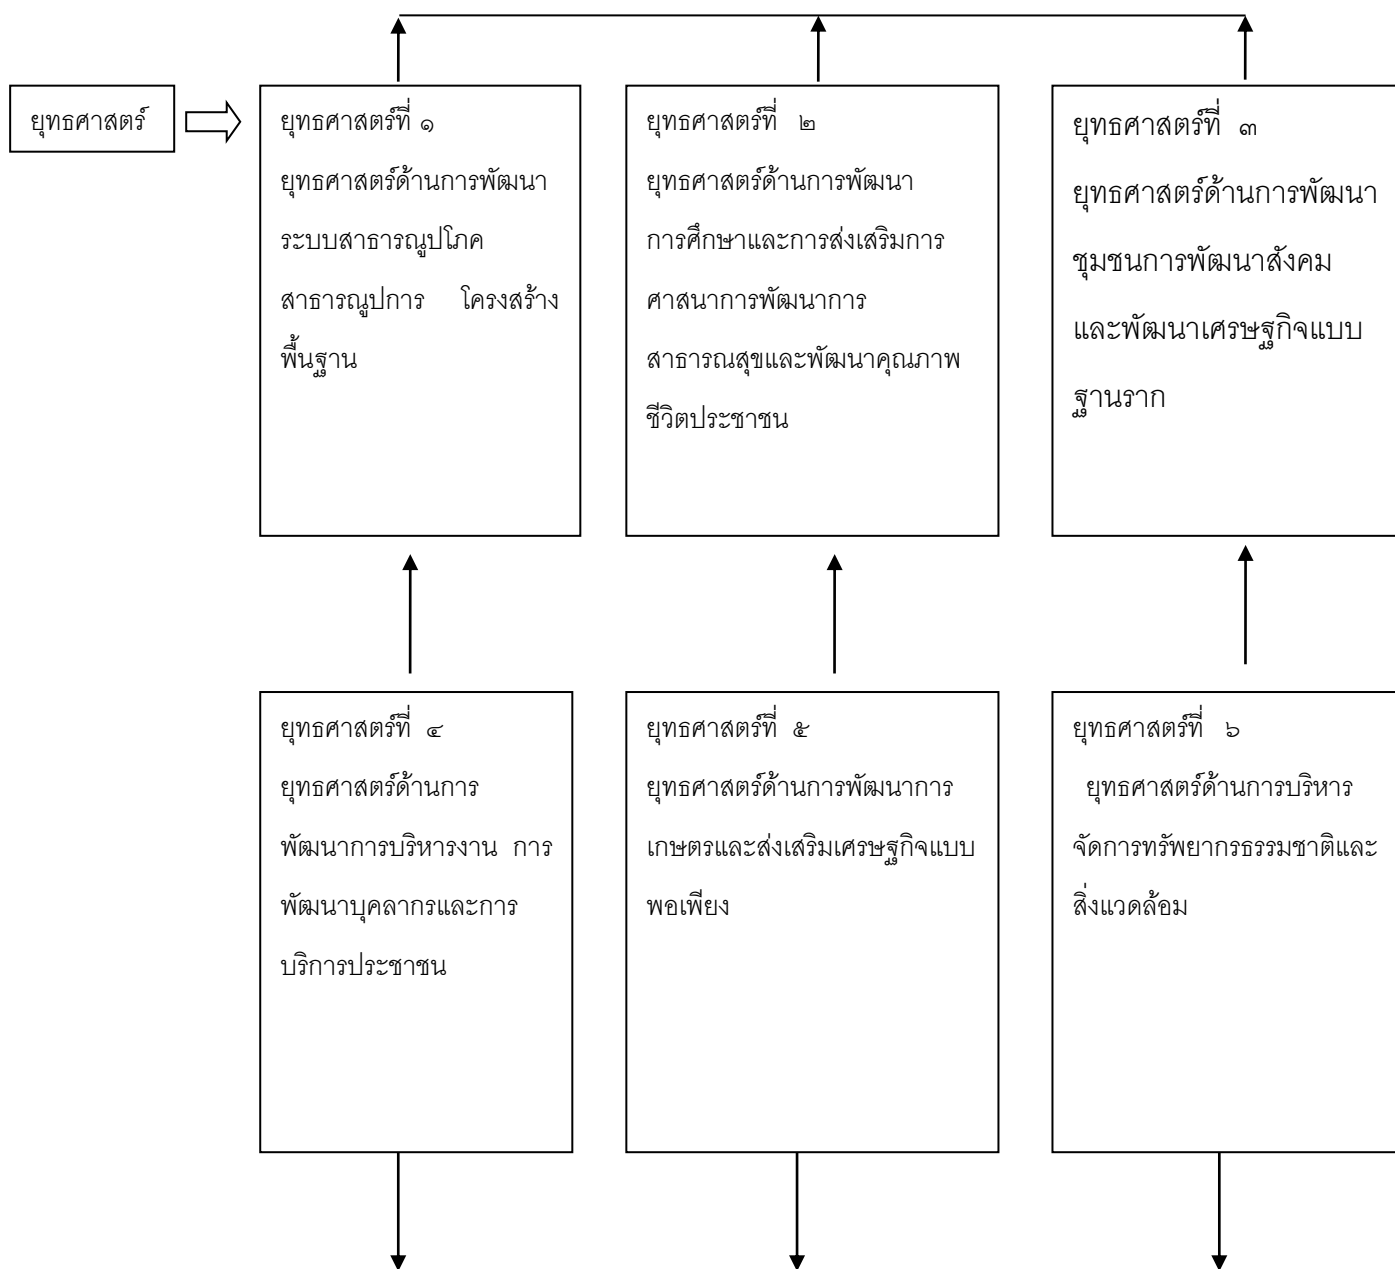 ยุทธศาสตร์
ยุทธศาสตร์ที่ ๑
ยุทธศาสตร์ด้านการพัฒนา
ระบบสาธารณูปโภค
สาธารณูปการ โครงสร้าง
พื้นฐาน
ยุทธศาสตร์ที่ ๒
ยุทธศาสตร์ด้านการพัฒนา
การศึกษาและการส่งเสริมการ
ศาสนาการพัฒนาการ
สาธารณสุขและพัฒนาคุณภาพ
ชีวิตประชาชน
ยุทธศาสตร์ที่ ๓
ยุทธศาสตร์ด้านการพัฒนา
ชุมชนการพัฒนาสังคม
และพัฒนาเศรษฐกิจแบบ
ฐานราก
ยุทธศาสตร์ที่ ๔
ยุทธศาสตร์ด้านการ
พัฒนาการบริหารงาน การ
พัฒนาบุคลากรและการ
บริการประชาชน
ยุทธศาสตร์ที่ ๕
ยุทธศาสตร์ด้านการพัฒนาการ
เกษตรและส่งเสริมเศรษฐกิจแบบ
พอเพียง
ยุทธศาสตร์ที่ ๖
ยุทธศาสตร์ด้านการบริหาร
จัดการทรัพยากรธรรมชาติและ
สิ่งแวดล้อม